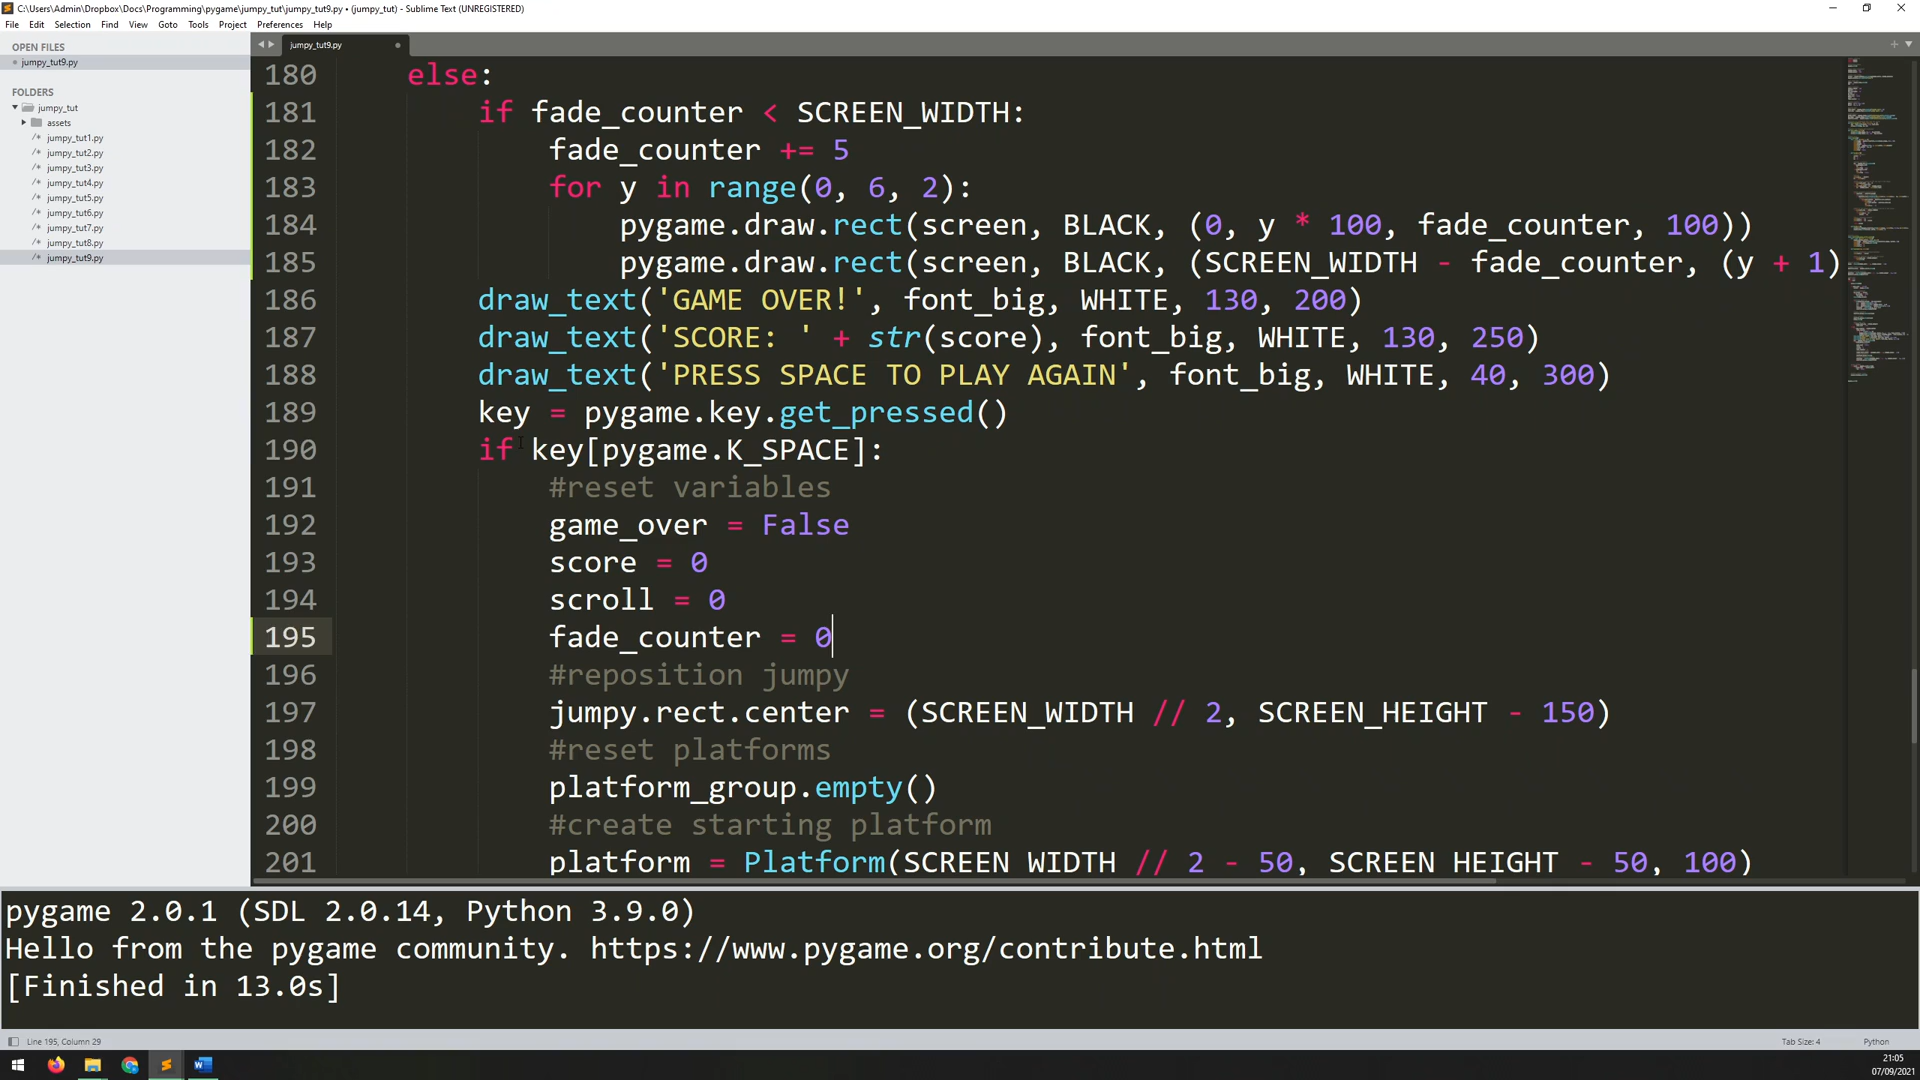 C:\Users\Admin\Dropbox\Docs\Programming\pygame\jumpy_tut\jumpy_tut9.py • (jumpy_tut) - Sublime Text (UNREGISTERED)
File Edit Selection Find View Goto Tools Project Preferences Help
OPEN FILES
jumpy_tut9.py
FOLDERS
jumpy_tut
assets
/* jumpy_tut1.py
/* jumpy_tut2.py
/* jumpy_tut3.py
/* jumpy_tut4.py
/* jumpy_tut5.py
/* jumpy_tut6.py
/* jumpy_tut7.py
/* jumpy_tut8.py
/* jumpy_tut9.py
jumpy_tut9.py
180 else:
181 if fade_counter < SCREEN_WIDTH:
182 fade_counter += 5
183 for y in range(0, 6, 2):
184 pygame.draw.rect(screen, BLACK, (0, y * 100, fade_counter, 100))
185 pygame.draw.rect(screen, BLACK, (SCREEN_WIDTH - fade_counter, (y + 1)
186 draw_text('GAME OVER!', font_big, WHITE, 130, 200)
187 draw_text('SCORE: ' + str(score), font_big, WHITE, 130, 250)
188 draw_text('PRESS SPACE TO PLAY AGAIN', font_big, WHITE, 40, 300)
189 key = pygame.key.get_pressed()
190 if key[pygame.K_SPACE]:
191 #reset variables
192 game_over = False
193 score = 0
194 scroll = 0
195 fade_counter = 0
196 #reposition jumpy
197 jumpy.rect.center = (SCREEN_WIDTH // 2, SCREEN_HEIGHT - 150)
198 #reset platforms
199 platform_group.empty()
200 #create starting platform
201 platform = Platform(SCREEN_WIDTH // 2 - 50, SCREEN_HEIGHT - 50, 100)
pygame 2.0.1 (SDL 2.0.14, Python 3.9.0)
Hello from the pygame community. https://www.pygame.org/contribute.html
[Finished in 13.0s]
Line 195, Column 29
Tab Size: 4
Python
21:05
07/09/2021